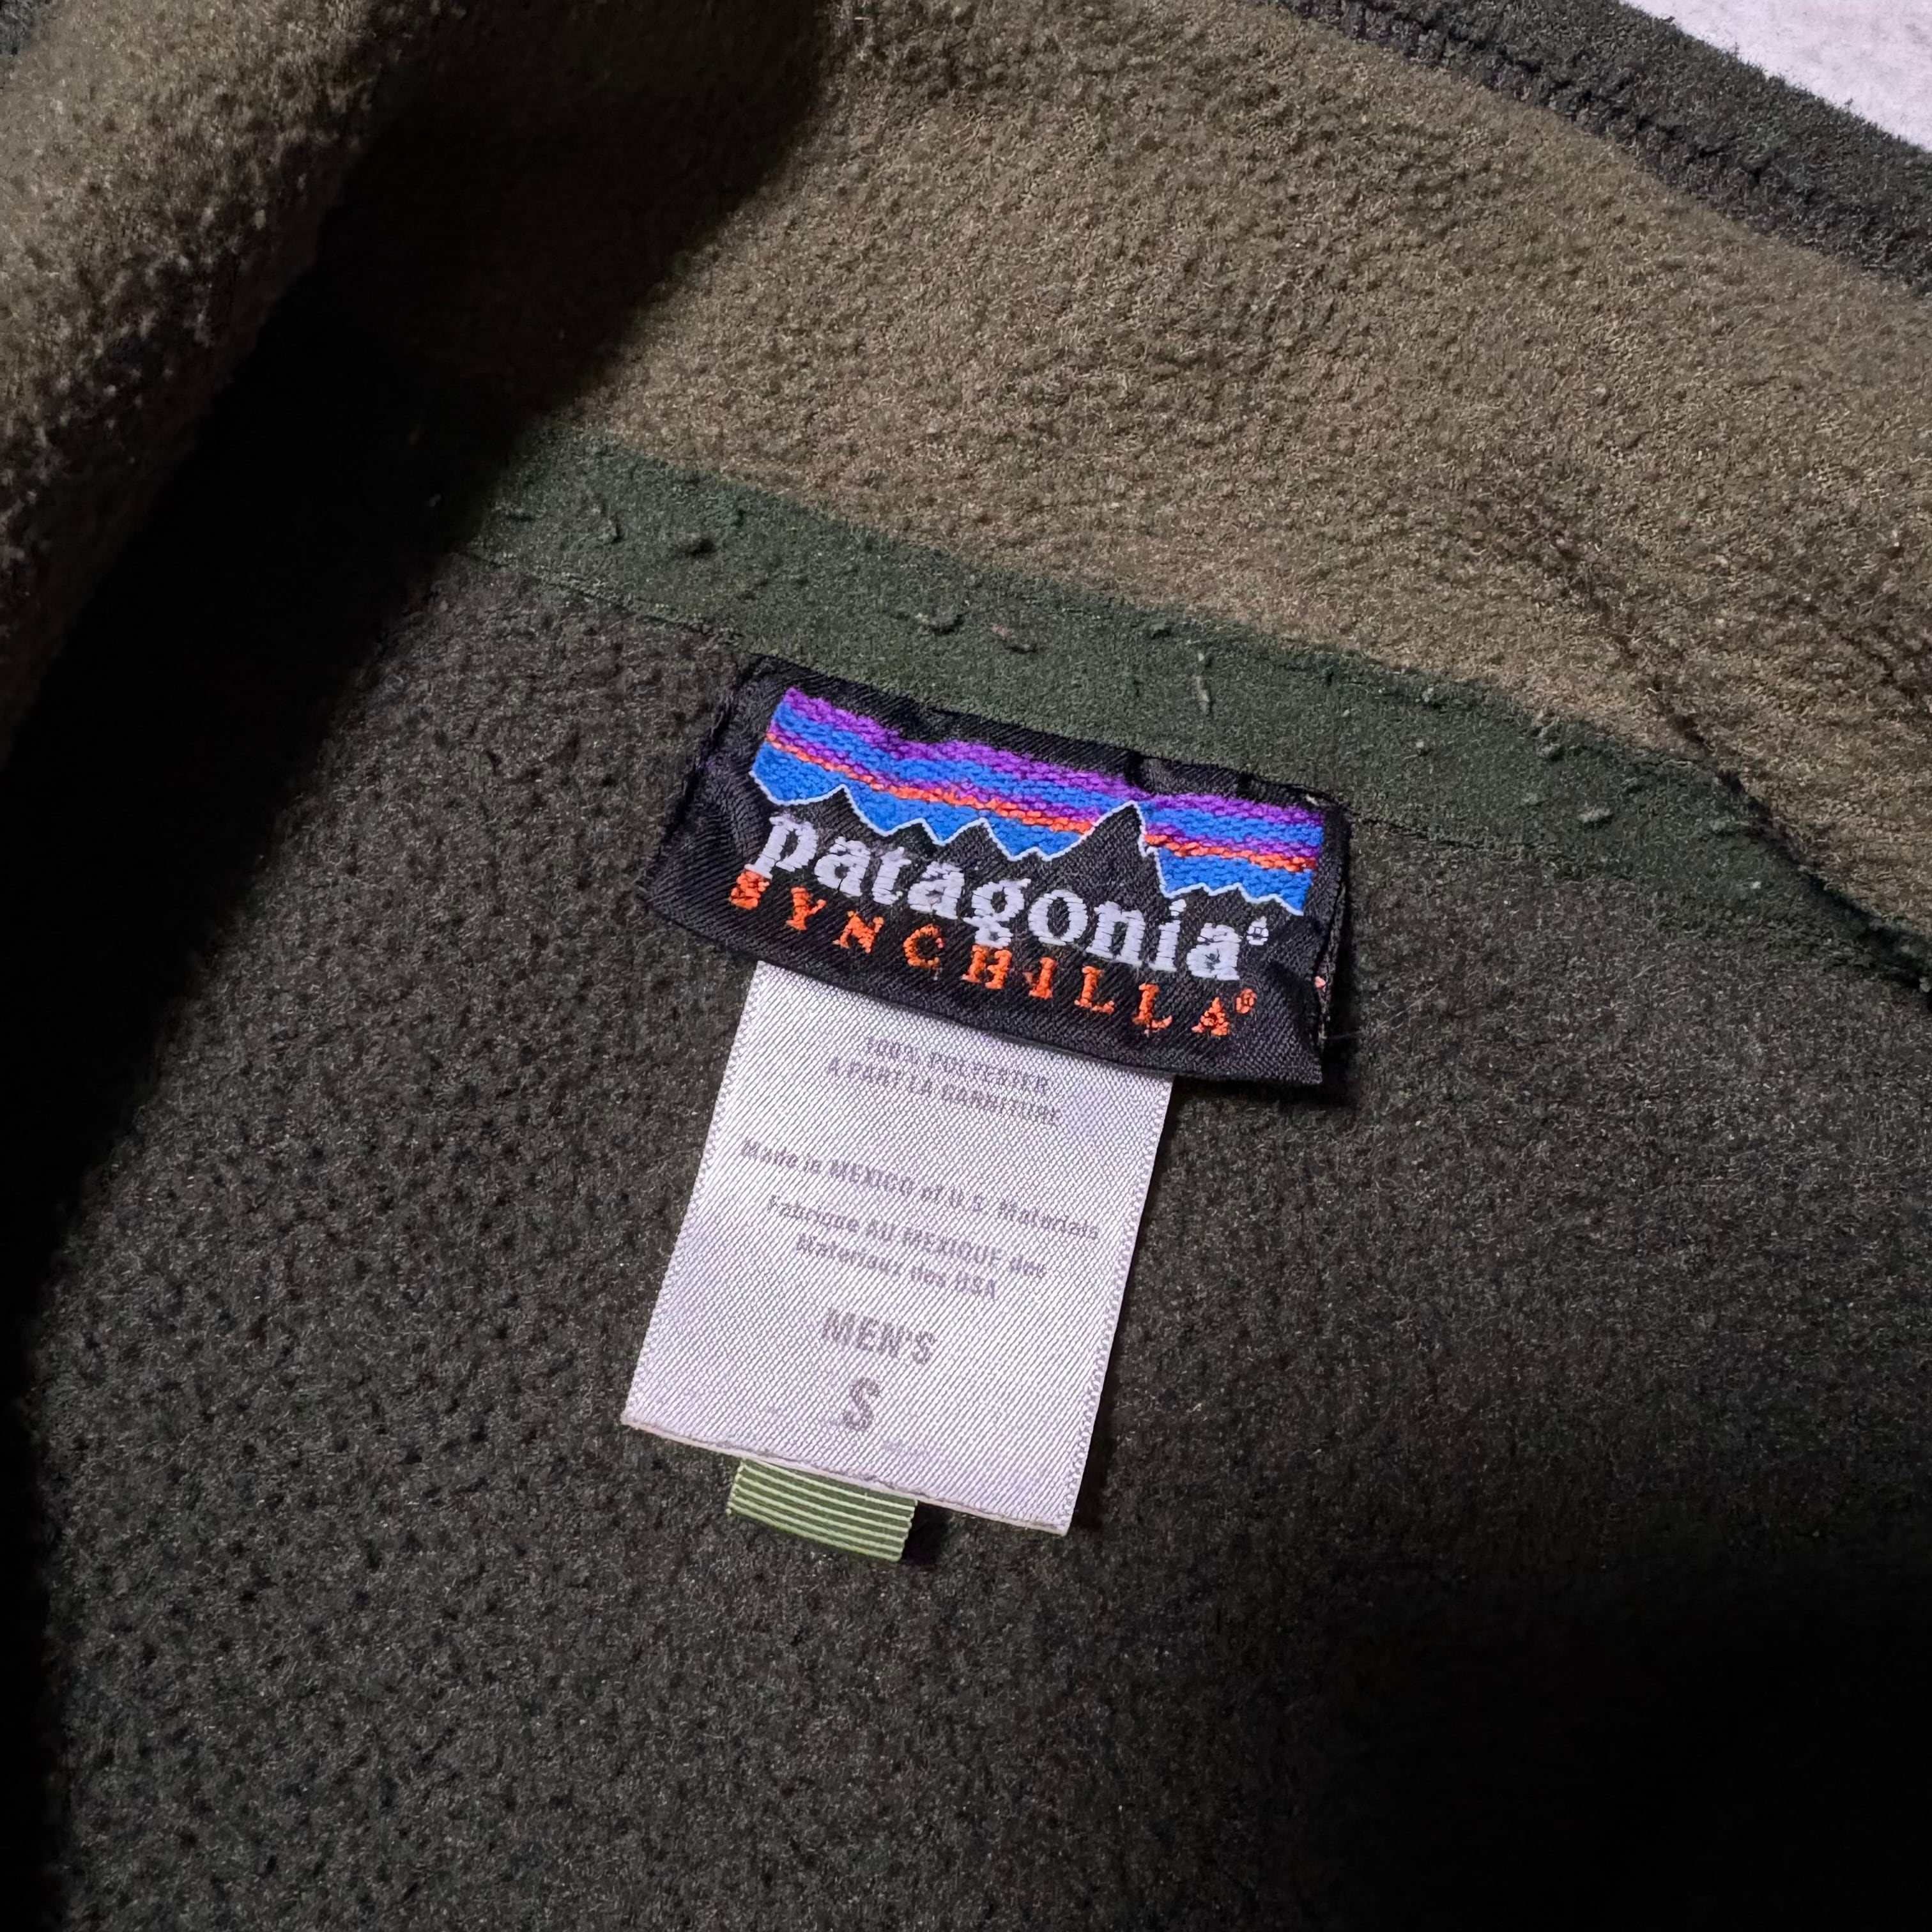 patagonia®
SYNCHILLA®
100% POLYESTER
A PART LA GARNITURE
Made in MEXICO of U.S. Materials
Fabrique AU MEXIQUE des
Materiaux des USA
MEN'S
S